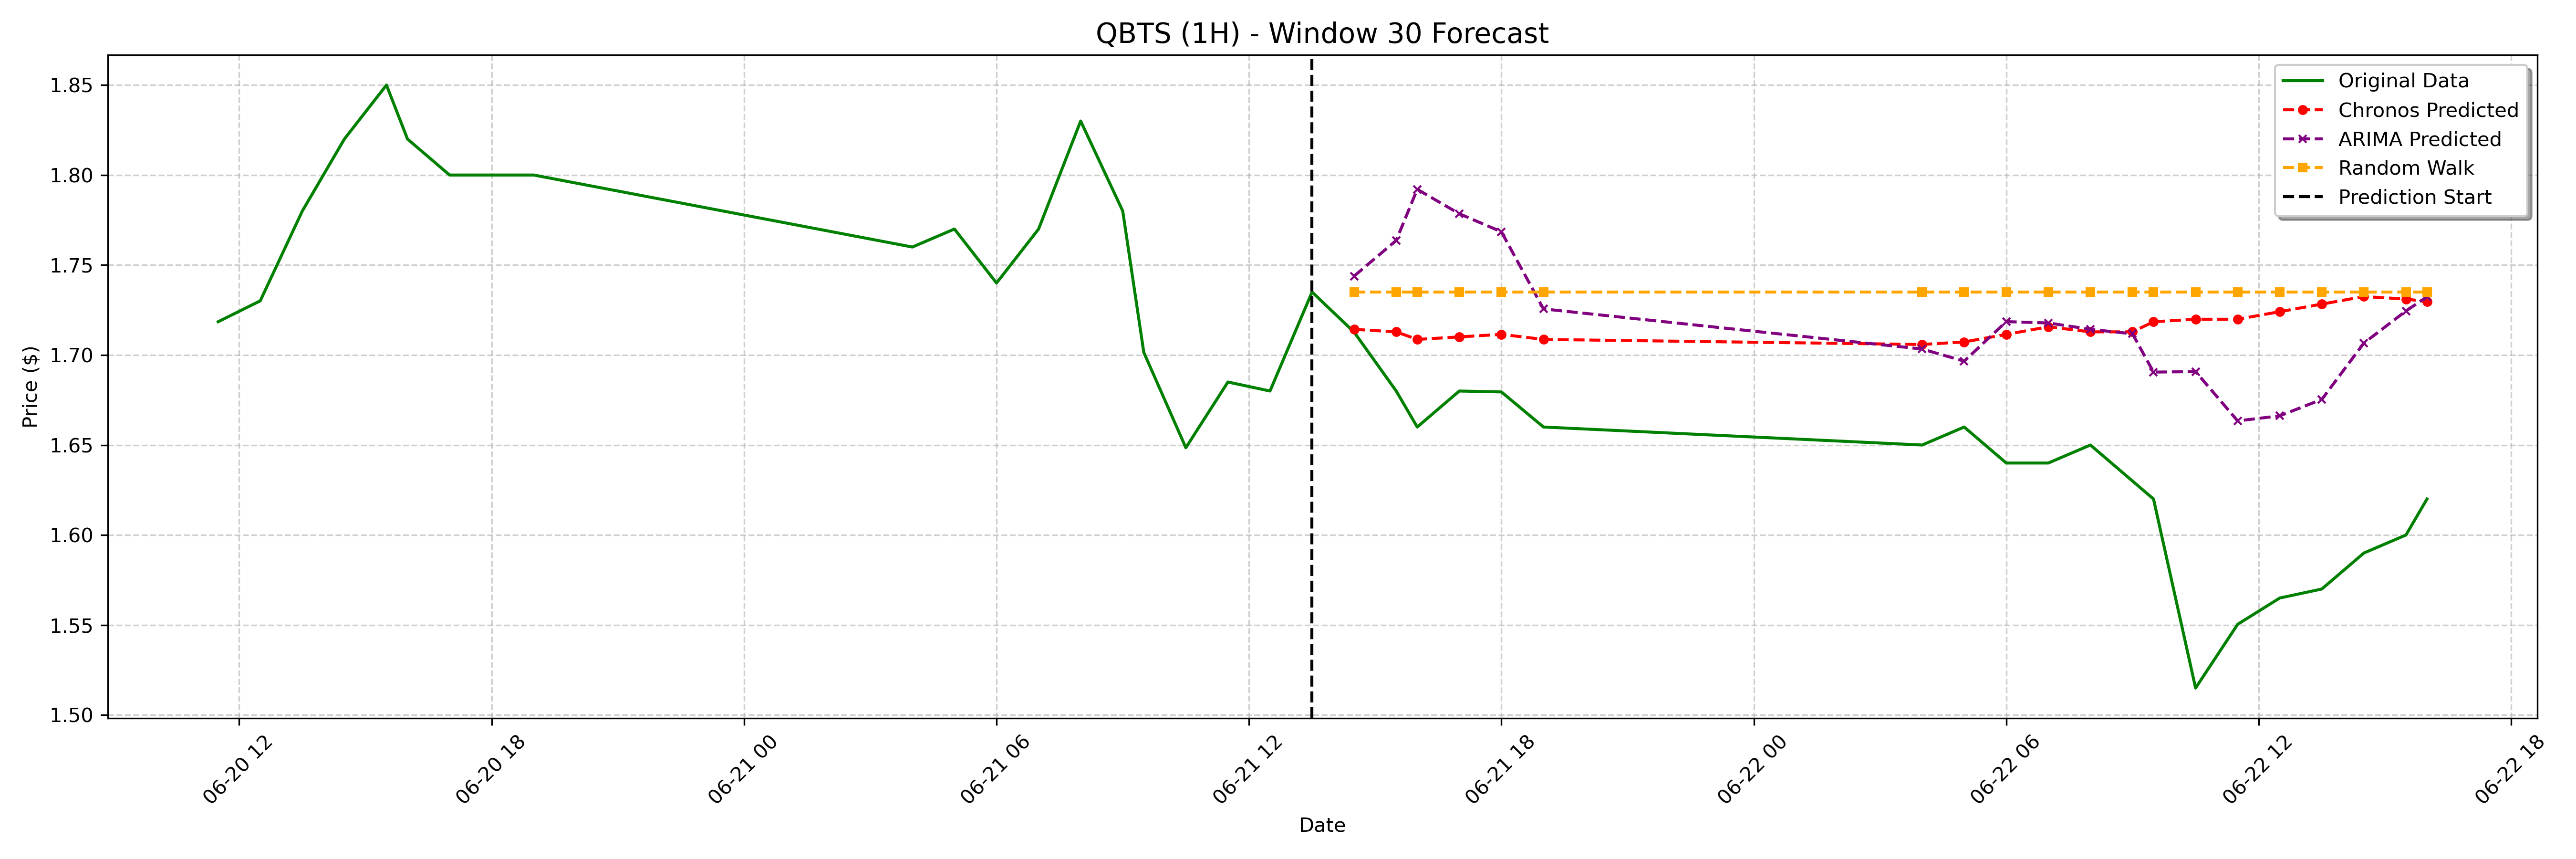 QBTS (1H) - Window 30 Forecast
Original Data
Chronos Predicted
ARIMA Predicted
Random Walk
Prediction Start
Price ($)
1.85
1.80
1.75
1.70
1.65
1.60
1.55
1.50
06-20 12
06-20 18
06-21 00
06-21 06
06-21 12
06-21 18
06-22 00
06-22 06
06-22 12
06-22 18
Date